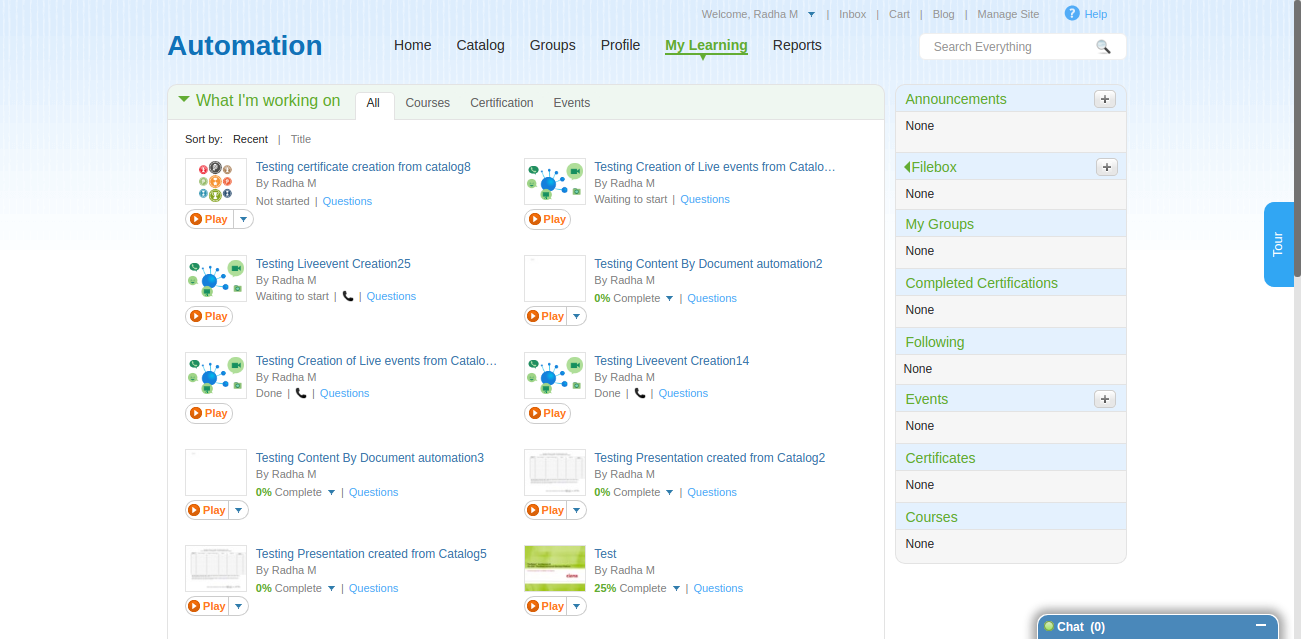 Welcome, Radha M | Inbox | Cart | Blog | Manage Site ? Help
Automation
Home Catalog Groups Profile My Learning Reports
Search Everything
What I'm working on All Courses Certification Events
Sort by: Recent | Title
Testing certificate creation from catalog8
By Radha M
Not started | Questions
Play
Testing Creation of Live events from Catalo...
By Radha M
Waiting to start | Questions
Play
Testing Liveevent Creation25
By Radha M
Waiting to start | | Questions
Play
Testing Content By Document automation2
By Radha M
0% Complete | Questions
Play
Testing Creation of Live events from Catalo...
By Radha M
Done | | Questions
Play
Testing Liveevent Creation14
By Radha M
Done | | Questions
Play
Testing Content By Document automation3
By Radha M
0% Complete | Questions
Play
Testing Presentation created from Catalog2
By Radha M
0% Complete | Questions
Play
Testing Presentation created from Catalog5
By Radha M
0% Complete | Questions
Play
Test
By Radha M
25% Complete | Questions
Play
Announcements +
None
Filebox +
None
My Groups
None
Completed Certifications
None
Following
None
Events +
None
Certificates
None
Courses
None
Tour
Chat (0)